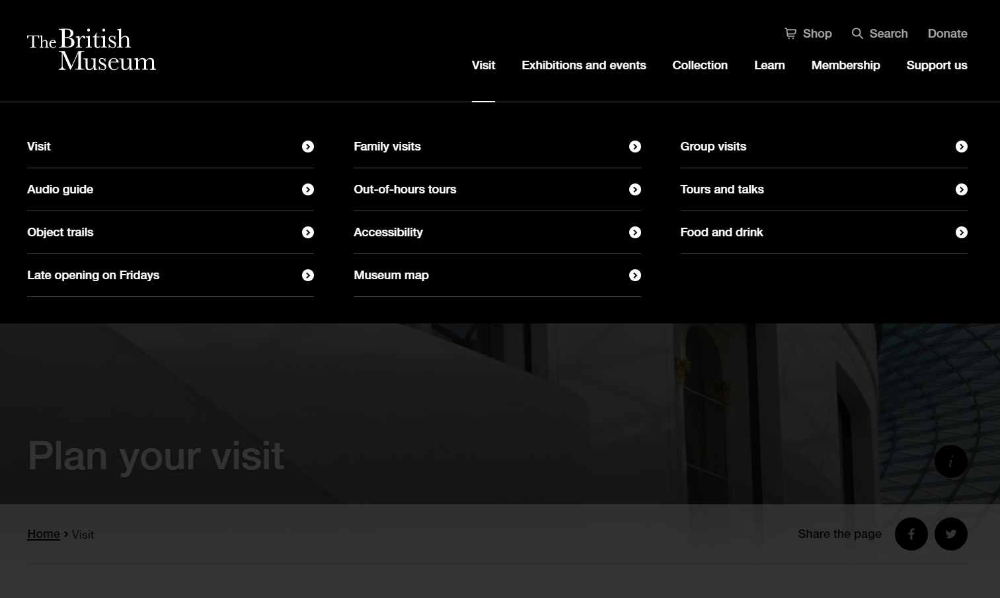 The British
Museum
Shop
Search
Donate
Visit
Exhibitions and events
Collection
Learn
Membership
Support us
Visit
Family visits
Group visits
Audio guide
Out-of-hours tours
Tours and talks
Object trails
Accessibility
Food and drink
Late opening on Fridays
Museum map
Plan your visit
i
Home
Visit
Share the page